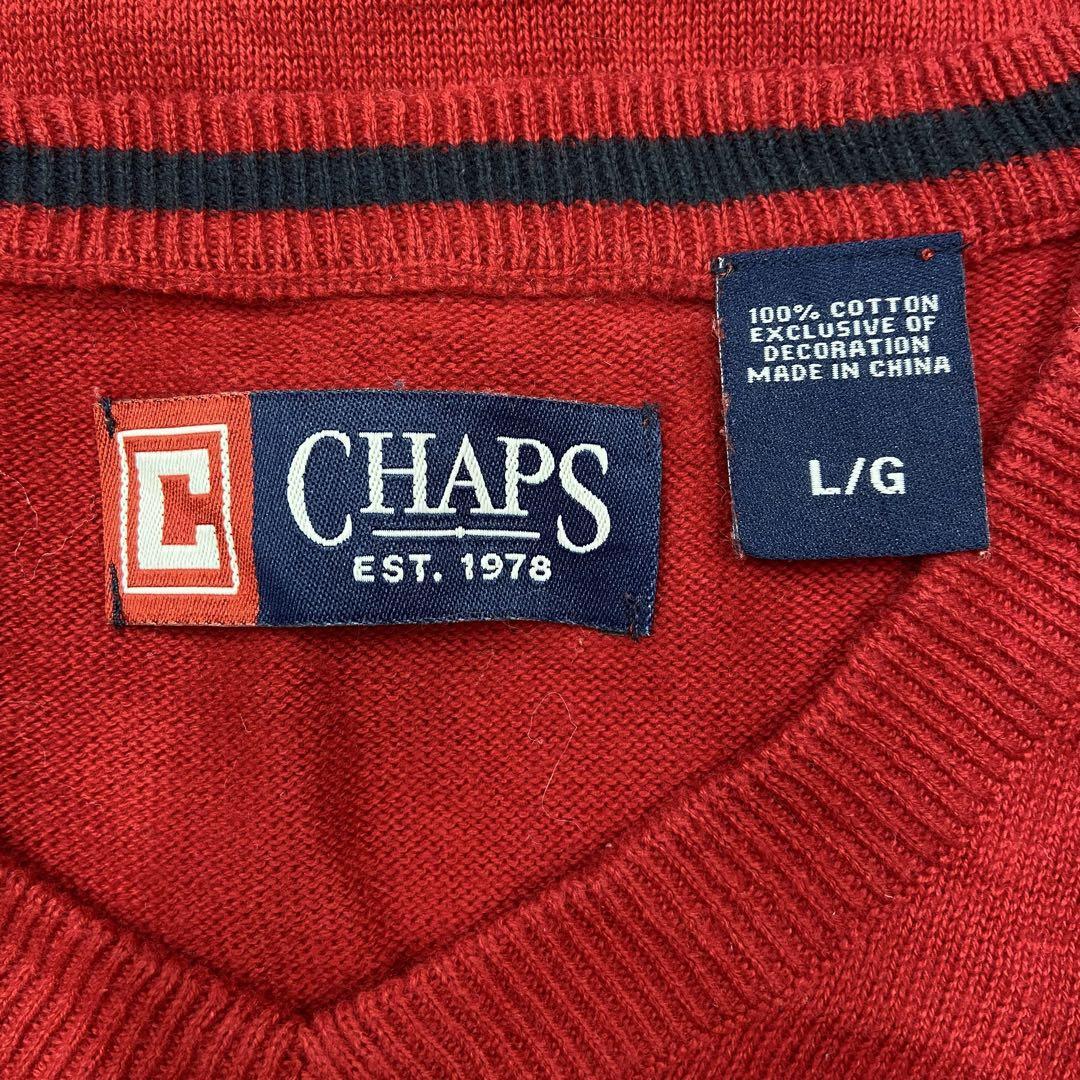 C
CHAPS
EST. 1978
100% COTTON
EXCLUSIVE OF
DECORATION
MADE IN CHINA
L/G